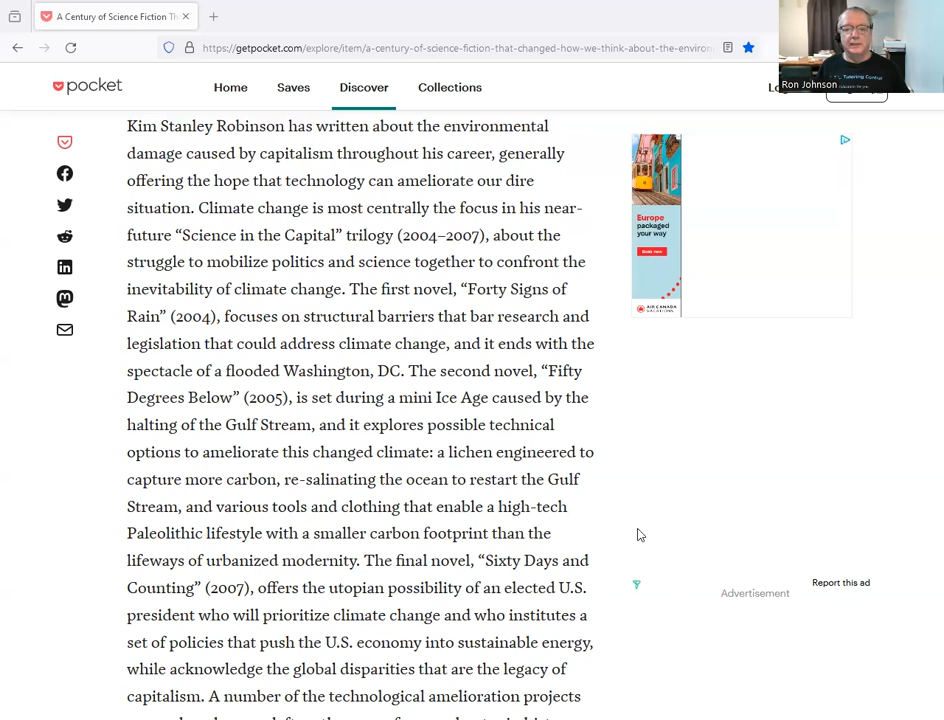 A Century of Science Fiction Th
https://getpocket.com/explore/item/a-century-of-science-fiction-that-changed-how-we-think-about-the-environ
Ron Johnson
Tutoring
pocket
Home
Saves
Discover
Collections
Kim Stanley Robinson has written about the environmental
damage caused by capitalism throughout his career, generally
offering the hope that technology can ameliorate our dire
situation. Climate change is most centrally the focus in his near-
future “Science in the Capital” trilogy (2004–2007), about the
struggle to mobilize politics and science together to confront the
inevitability of climate change. The first novel, “Forty Signs of
Rain” (2004), focuses on structural barriers that bar research and
legislation that could address climate change, and it ends with the
spectacle of a flooded Washington, DC. The second novel, “Fifty
Degrees Below” (2005), is set during a mini Ice Age caused by the
halting of the Gulf Stream, and it explores possible technical
options to ameliorate this changed climate: a lichen engineered to
capture more carbon, re-salinating the ocean to restart the Gulf
Stream, and various tools and clothing that enable a high-tech
Paleolithic lifestyle with a smaller carbon footprint than the
lifeways of urbanized modernity. The final novel, “Sixty Days and
Counting” (2007), offers the utopian possibility of an elected U.S.
president who will prioritize climate change and who institutes a
set of policies that push the U.S. economy into sustainable energy,
while acknowledge the global disparities that are the legacy of
capitalism. A number of the technological amelioration projects
Europe
packaged
your way
Book now
AIR CANADA
VACATIONS
Report this ad
Advertisement